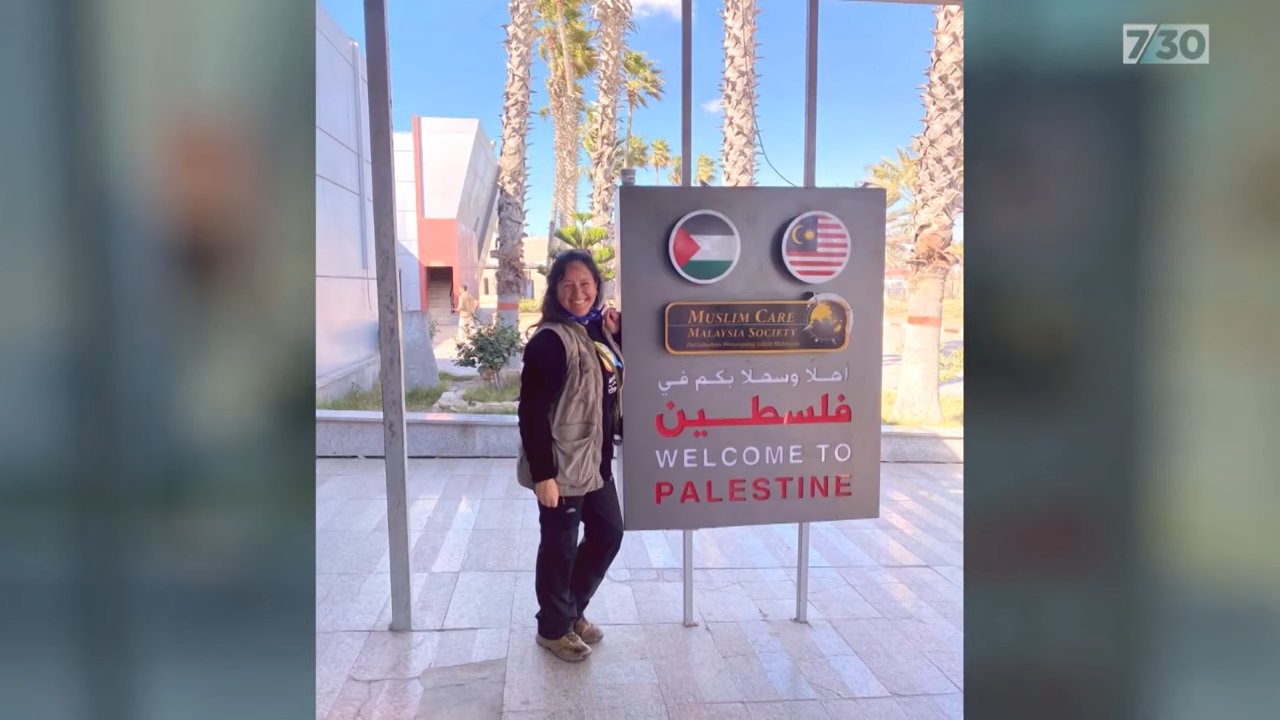 7/30
MUSLIM CARE
MALAYSIA SOCIETY
أهلا وسهلا بكم في
فلسطين
WELCOME TO
PALESTINE